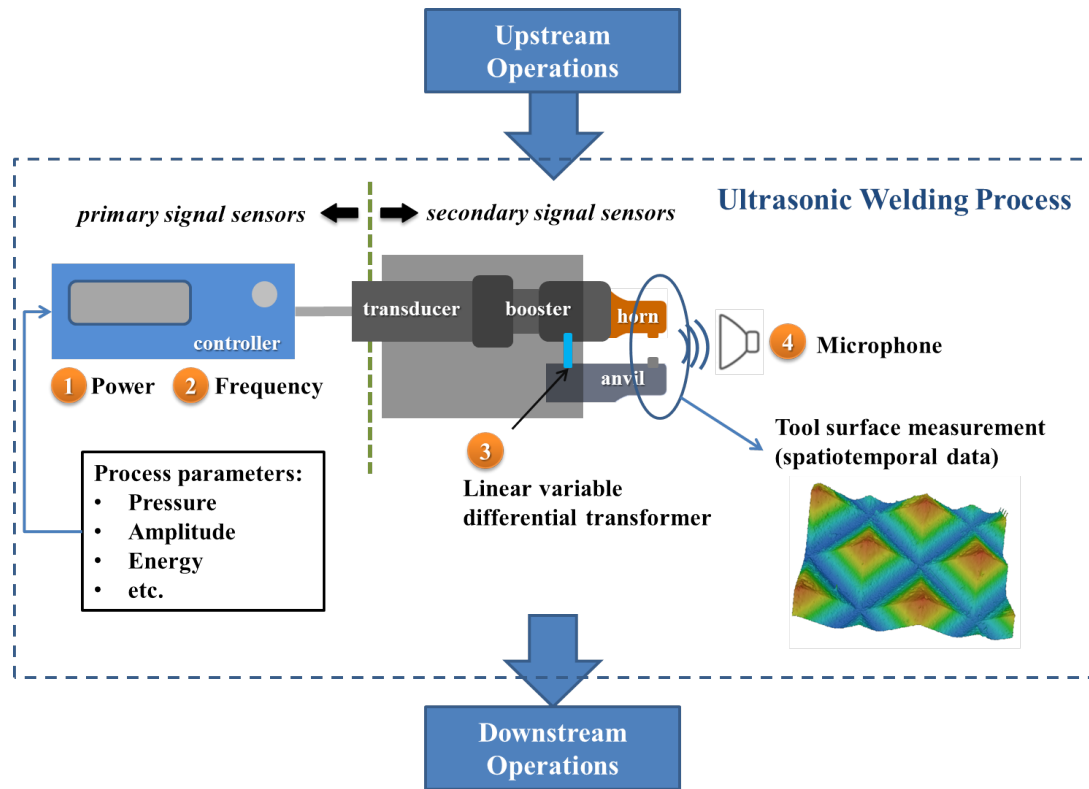 Upstream
Operations
Ultrasonic Welding Process
primary signal sensors
secondary signal sensors
transducer
booster
horn
controller
anvil
4 Microphone
1 Power
2 Frequency
Tool surface measurement
(spatiotemporal data)
3
Linear variable
differential transformer
Process parameters:
• Pressure
• Amplitude
• Energy
• etc.
Downstream
Operations